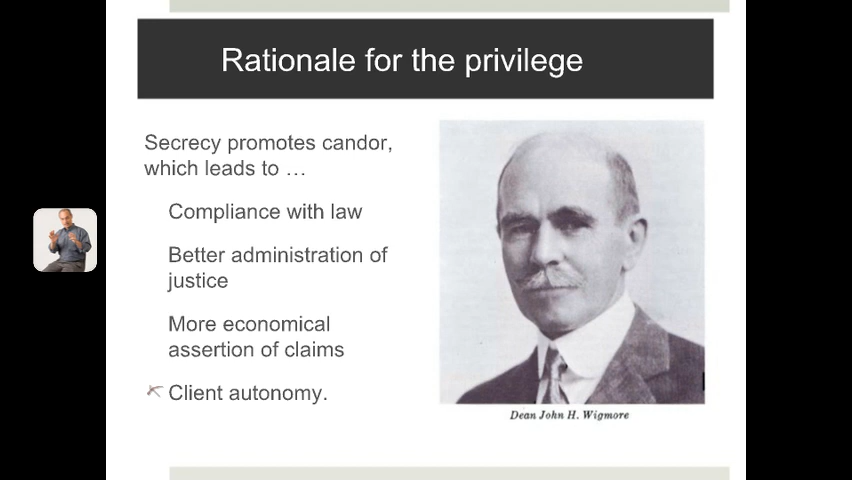 Rationale for the privilege
Secrecy promotes candor,
which leads to …
Compliance with law
Better administration of
justice
More economical
assertion of claims
Client autonomy.
Dean John H. Wigmore